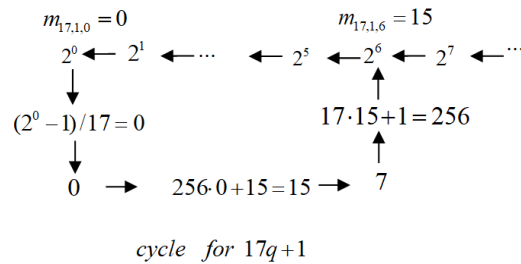 m_{17,1,0} = 0 m_{17,1,6} = 15
2^0 ← 2^1 ← ··· ← 2^5 ← 2^6 ← 2^7 ← ···
(2^0 − 1)/17 = 0 17·15+1 = 256
0 → 256·0+15 = 15 → 7
cycle for 17q+1